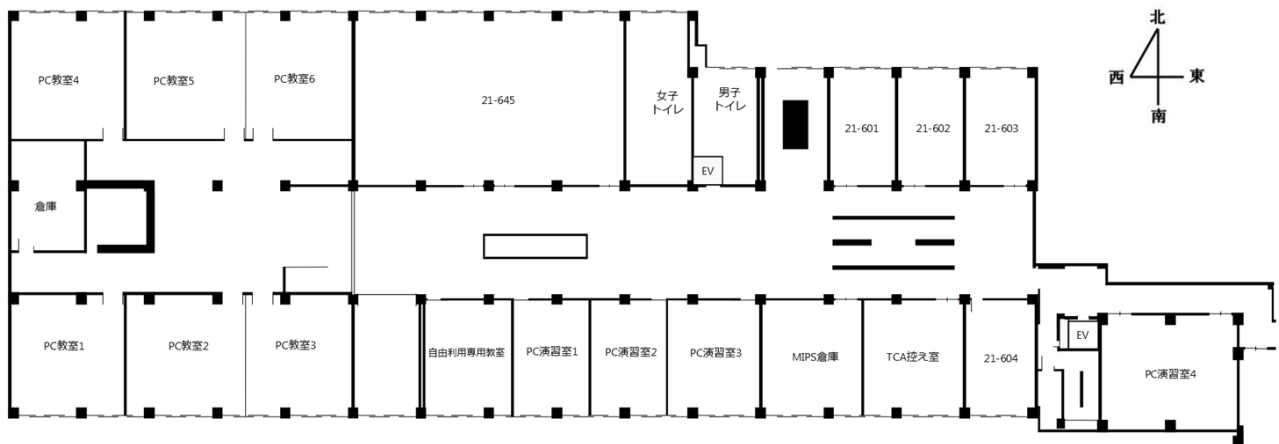 北
西
東
南
PC教室4
PC教室5
PC教室6
21-645
女子
トイレ
男子
トイレ
EV
21-601
21-602
21-603
倉庫
PC教室1
PC教室2
PC教室3
自由利用専用教室
PC演習室1
PC演習室2
PC演習室3
MIPS倉庫
TCA控え室
21-604
EV
PC演習室4